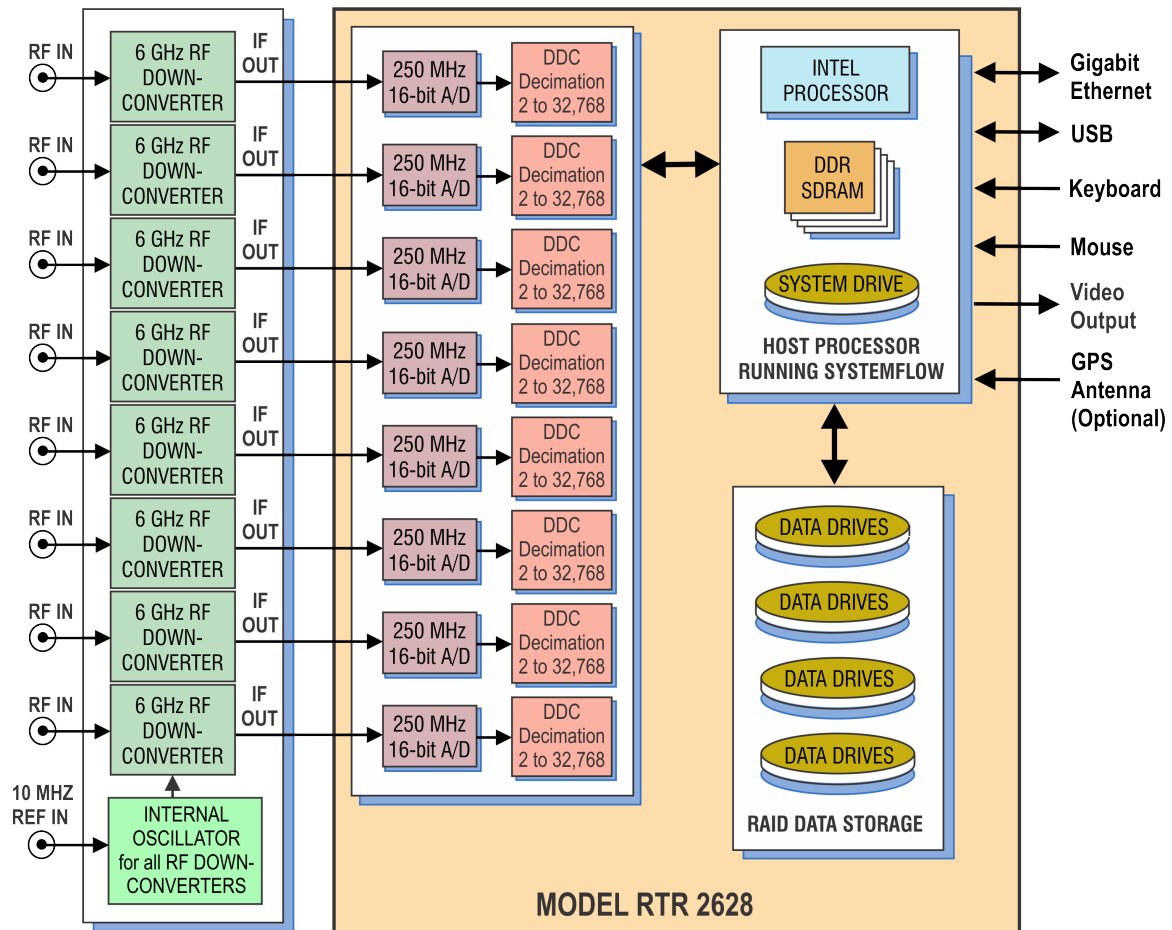 RF IN
6 GHz RF
DOWN-
CONVERTER
IF
OUT
250 MHz
16-bit A/D
DDC
Decimation
2 to 32,768
RF IN
6 GHz RF
DOWN-
CONVERTER
IF
OUT
250 MHz
16-bit A/D
DDC
Decimation
2 to 32,768
RF IN
6 GHz RF
DOWN-
CONVERTER
IF
OUT
250 MHz
16-bit A/D
DDC
Decimation
2 to 32,768
RF IN
6 GHz RF
DOWN-
CONVERTER
IF
OUT
250 MHz
16-bit A/D
DDC
Decimation
2 to 32,768
RF IN
6 GHz RF
DOWN-
CONVERTER
IF
OUT
250 MHz
16-bit A/D
DDC
Decimation
2 to 32,768
RF IN
6 GHz RF
DOWN-
CONVERTER
IF
OUT
250 MHz
16-bit A/D
DDC
Decimation
2 to 32,768
RF IN
6 GHz RF
DOWN-
CONVERTER
IF
OUT
250 MHz
16-bit A/D
DDC
Decimation
2 to 32,768
RF IN
6 GHz RF
DOWN-
CONVERTER
IF
OUT
250 MHz
16-bit A/D
DDC
Decimation
2 to 32,768
10 MHZ
REF IN
INTERNAL
OSCILLATOR
for all RF DOWN-
CONVERTERS
INTEL
PROCESSOR
DDR
SDRAM
SYSTEM DRIVE
HOST PROCESSOR
RUNNING SYSTEMFLOW
Gigabit
Ethernet
USB
Keyboard
Mouse
Video
Output
GPS
Antenna
(Optional)
DATA DRIVES
DATA DRIVES
DATA DRIVES
DATA DRIVES
RAID DATA STORAGE
MODEL RTR 2628